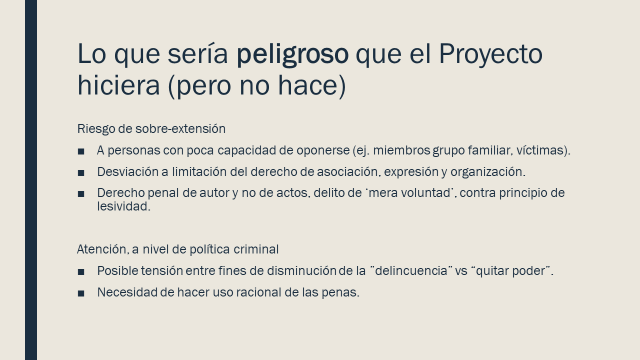 Lo que sería peligroso que el Proyecto
hiciera (pero no hace)
Riesgo de sobre-extensión
■ A personas con poca capacidad de oponerse (ej. miembros grupo familiar, víctimas).
■ Desviación a limitación del derecho de asociación, expresión y organización.
■ Derecho penal de autor y no de actos, delito de ‘mera voluntad’, contra principio de
lesividad.
Atención, a nivel de política criminal
■ Posible tensión entre fines de disminución de la ”delincuencia” vs “quitar poder”.
■ Necesidad de hacer uso racional de las penas.